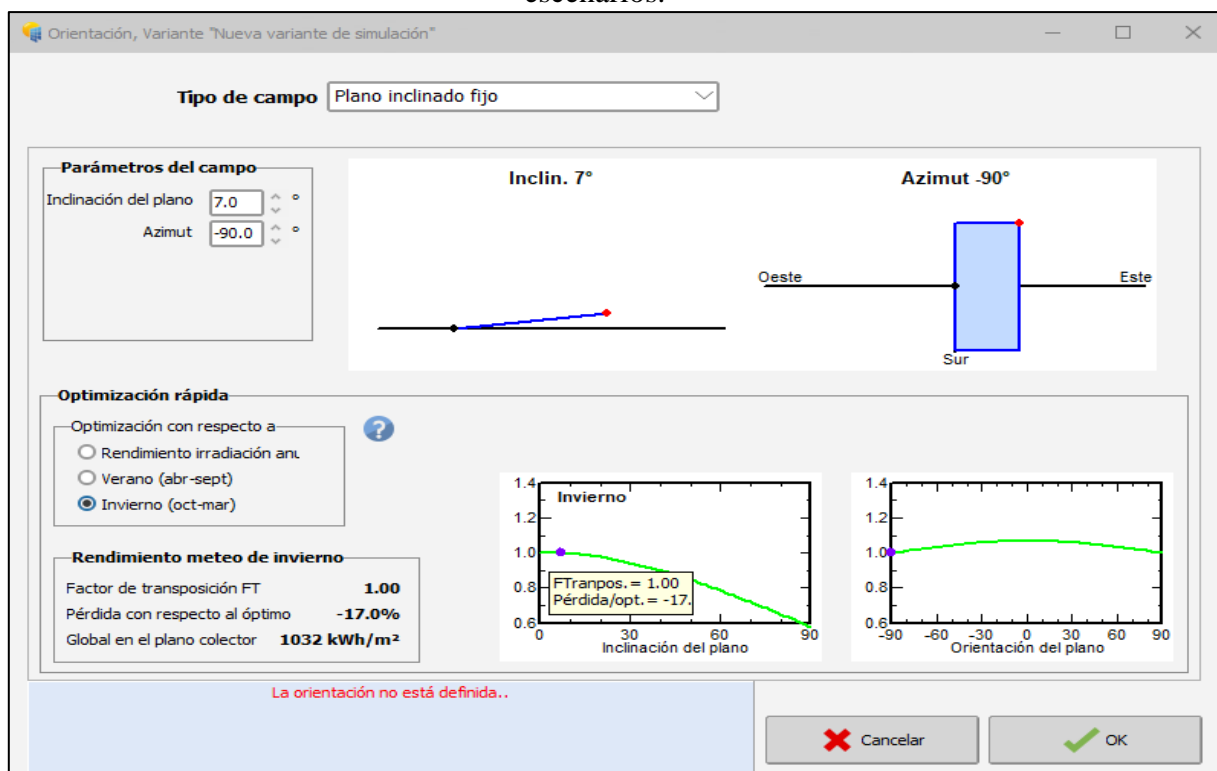 escenarios.
Orientación, Variante "Nueva variante de simulación"
Tipo de campo Plano inclinado fijo
Parámetros del campo
Inclinación del plano 7.0 °
Azimut -90.0 °
Inclin. 7°
Azimut -90°
Oeste
Este
Sur
Optimización rápida
Optimización con respecto a
Rendimiento irradiación anu
Verano (abr-sept)
Invierno (oct-mar)
Rendimiento meteo de invierno
Factor de transposición FT 1.00
Pérdida con respecto al óptimo -17.0%
Global en el plano colector 1032 kWh/m²
1.4
1.2
1.0
0.8
0.6
Invierno
FTranpos.= 1.00
Pérdida/opt.= -17.
0 30 60 90
Inclinación del plano
1.4
1.2
1.0
0.8
0.6
-90 -60 -30 0 30 60 90
Orientación del plano
La orientación no está definida..
Cancelar
OK